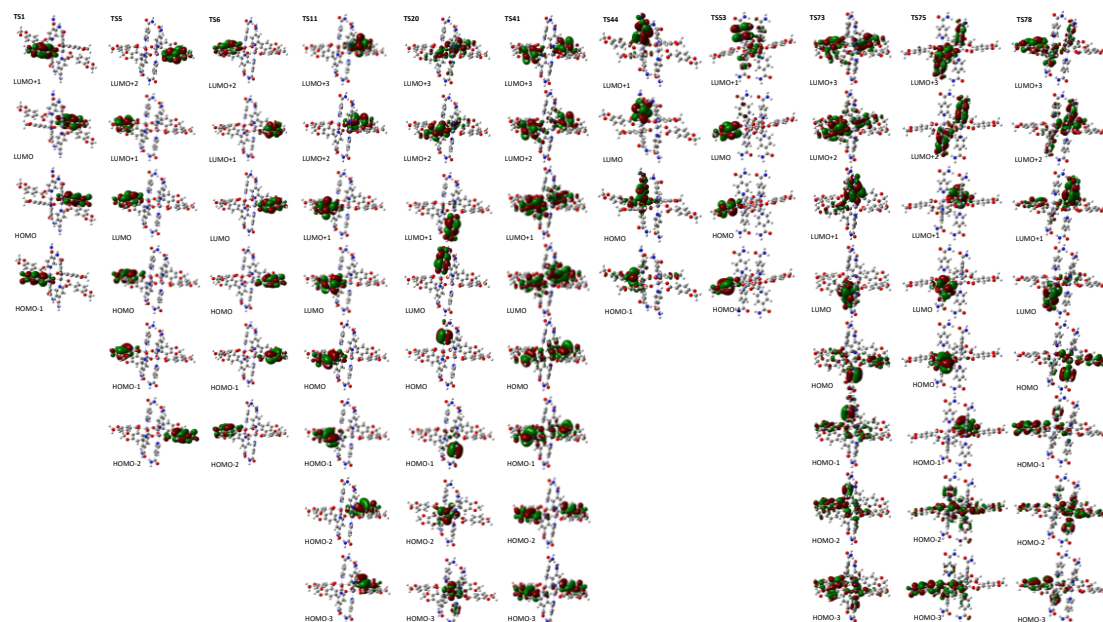 TS1 TS5 TS6 TS11 TS20 TS41 TS44 TS53 TS73 TS75 TS78
LUMO+1 LUMO+2 LUMO+2 LUMO+3 LUMO+3 LUMO+3 LUMO+1 LUMO+1 LUMO+3 LUMO+3 LUMO+3
LUMO LUMO+1 LUMO+1 LUMO+2 LUMO+2 LUMO+2 LUMO LUMO LUMO+2 LUMO+2 LUMO+2
HOMO LUMO LUMO LUMO+1 LUMO+1 LUMO+1 HOMO HOMO LUMO+1 LUMO+1 LUMO+1
HOMO-1 HOMO HOMO LUMO LUMO LUMO HOMO-1 HOMO-1 LUMO LUMO LUMO
HOMO-1 HOMO-1 HOMO HOMO HOMO HOMO HOMO HOMO
HOMO-2 HOMO-2 HOMO-1 HOMO-1 HOMO-1 HOMO-1 HOMO-1 HOMO-1
HOMO-2 HOMO-2 HOMO-2 HOMO-2 HOMO-2 HOMO-2
HOMO-3 HOMO-3 HOMO-3 HOMO-3 HOMO-3 HOMO-3